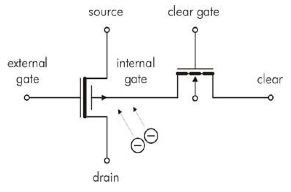 source
clear gate
external
gate
internal
gate
clear
drain